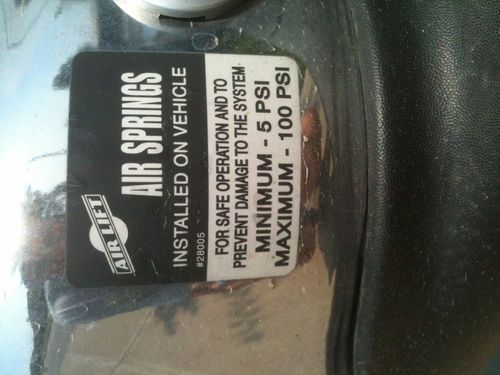 AIR LIFT
AIR SPRINGS
INSTALLED ON VEHICLE
#28005
FOR SAFE OPERATION AND TO
PREVENT DAMAGE TO THE SYSTEM
MINIMUM - 5 PSI
MAXIMUM - 100 PSI